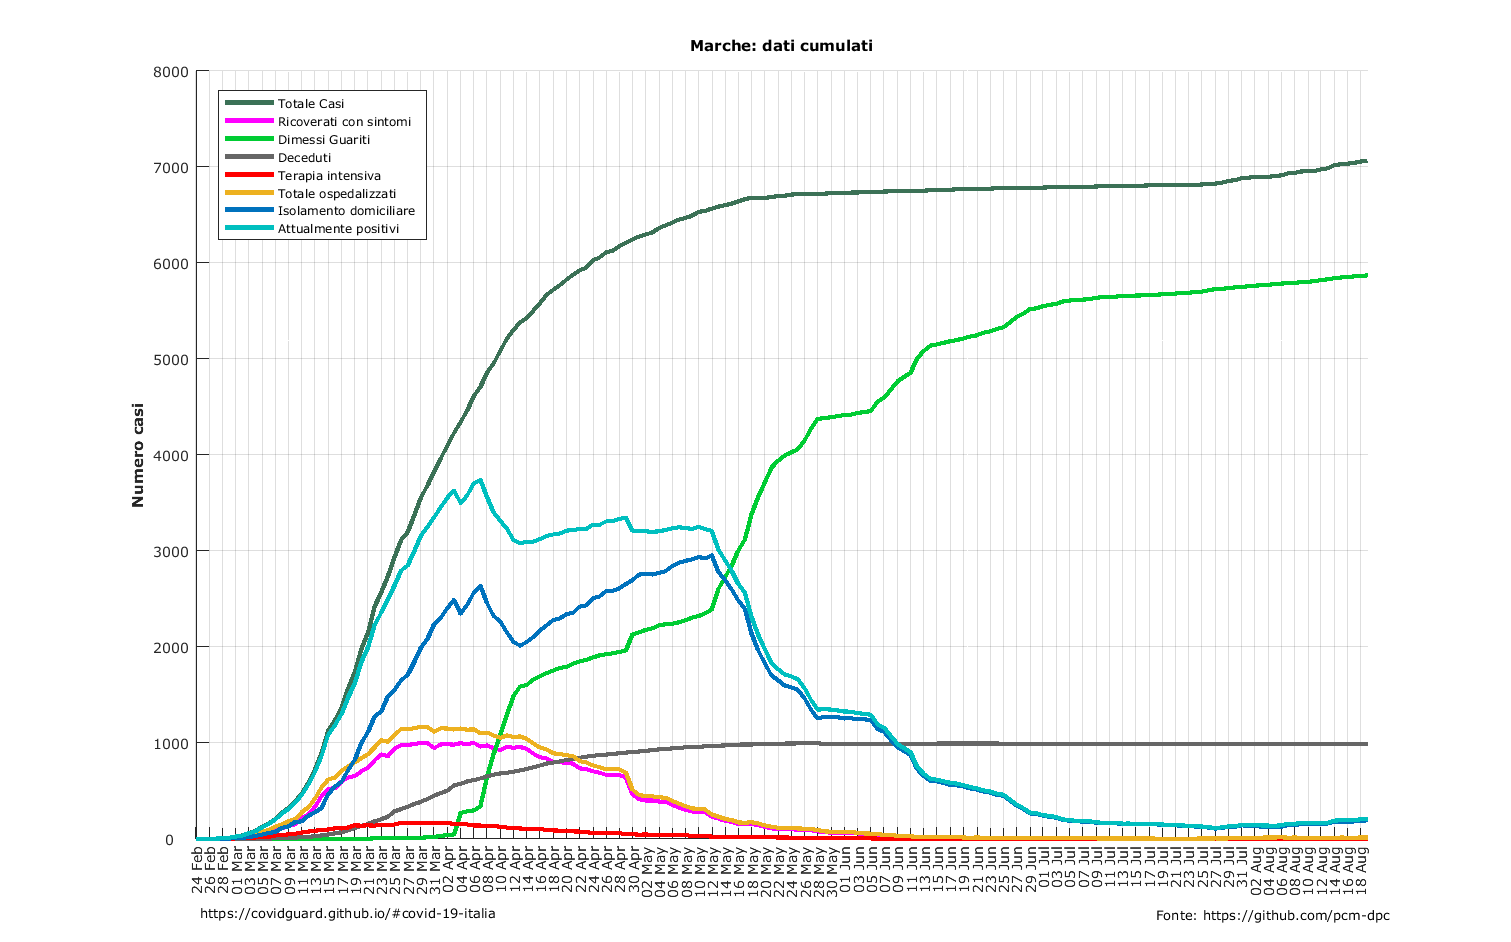 Marche: dati cumulati
8000
7000
6000
5000
4000
3000
2000
1000
0
Numero casi
Totale Casi
Ricoverati con sintomi
Dimessi Guariti
Deceduti
Terapia intensiva
Totale ospedalizzati
Isolamento domiciliare
Attualmente positivi
24 Feb
26 Feb
28 Feb
01 Mar
03 Mar
05 Mar
07 Mar
09 Mar
11 Mar
13 Mar
15 Mar
17 Mar
19 Mar
21 Mar
23 Mar
25 Mar
27 Mar
29 Mar
31 Mar
02 Apr
04 Apr
06 Apr
08 Apr
10 Apr
12 Apr
14 Apr
16 Apr
18 Apr
20 Apr
22 Apr
24 Apr
26 Apr
28 Apr
30 Apr
02 May
04 May
06 May
08 May
10 May
12 May
14 May
16 May
18 May
20 May
22 May
24 May
26 May
28 May
30 May
01 Jun
03 Jun
05 Jun
07 Jun
09 Jun
11 Jun
13 Jun
15 Jun
17 Jun
19 Jun
21 Jun
23 Jun
25 Jun
27 Jun
29 Jun
01 Jul
03 Jul
05 Jul
07 Jul
09 Jul
11 Jul
13 Jul
15 Jul
17 Jul
19 Jul
21 Jul
23 Jul
25 Jul
27 Jul
29 Jul
31 Jul
02 Aug
04 Aug
06 Aug
08 Aug
10 Aug
12 Aug
14 Aug
16 Aug
18 Aug
https://covidguard.github.io/#covid-19-italia
Fonte: https://github.com/pcm-dpc